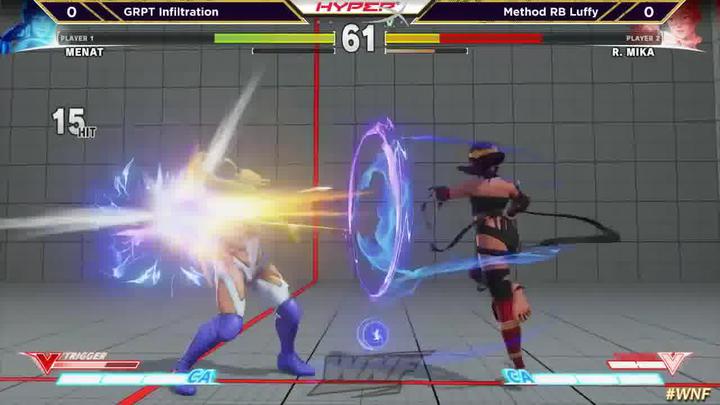 0 GRPT Infiltration HYPER Method RB Luffy 0
PLAYER 1 61 PLAYER 2
MENAT R. MIKA
15 HIT
V/TRIGGER V
CA CA
WNF
#WNF